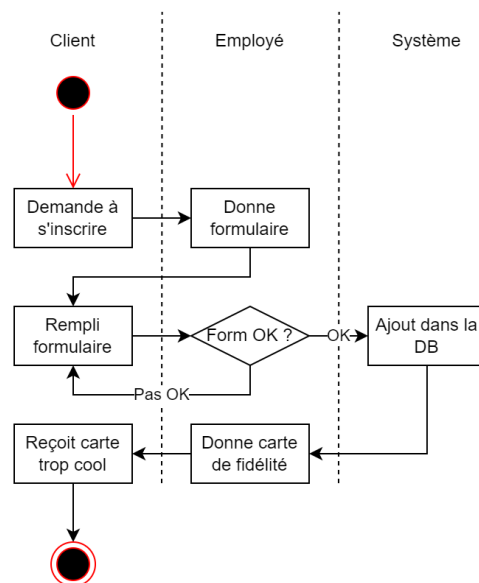 Client
Employé
Système
Demande à
s'inscrire
Donne
formulaire
Rempli
formulaire
Form OK ?
OK
Ajout dans la
DB
Pas OK
Reçoit carte
trop cool
Donne carte
de fidélité